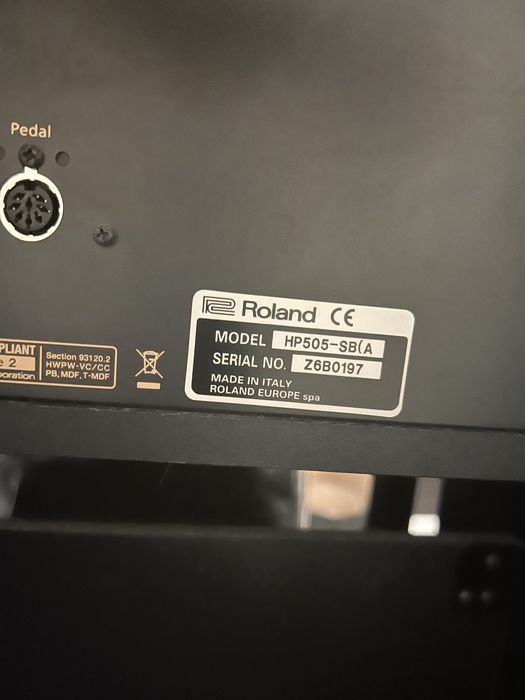 Pedal
Roland CE
MODEL HP505-SB(A
SERIAL NO. Z6B0197
MADE IN ITALY
ROLAND EUROPE spa
PLIANT
e 2
oration
Section 93120.2
HWPW-VC/CC
PB, MDF, T-MDF